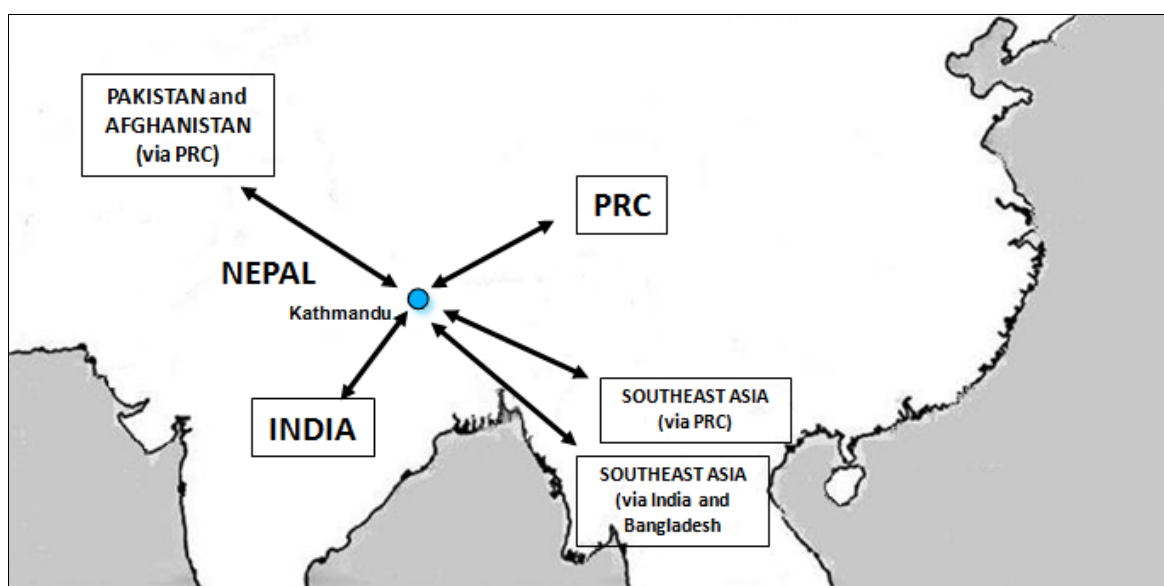 PAKISTAN and
AFGHANISTAN
(via PRC)
PRC
NEPAL
Kathmandu
INDIA
SOUTHEAST ASIA
(via PRC)
SOUTHEAST ASIA
(via India and
Bangladesh